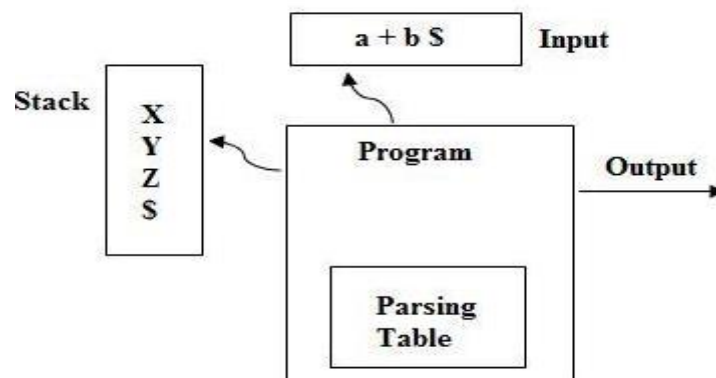 a + b $
Input
Stack
X
Y
Z
$
Program
Output
Parsing
Table